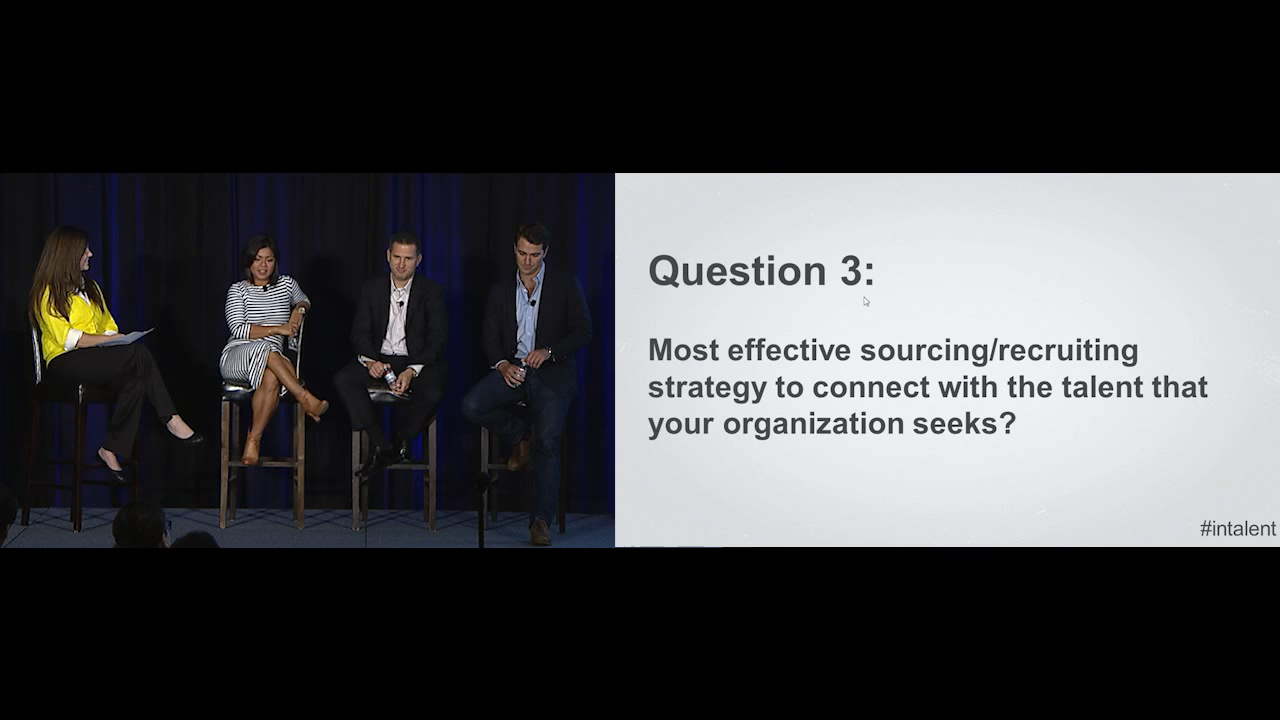 Question 3:
Most effective sourcing/recruiting
strategy to connect with the talent that
your organization seeks?
#intalent